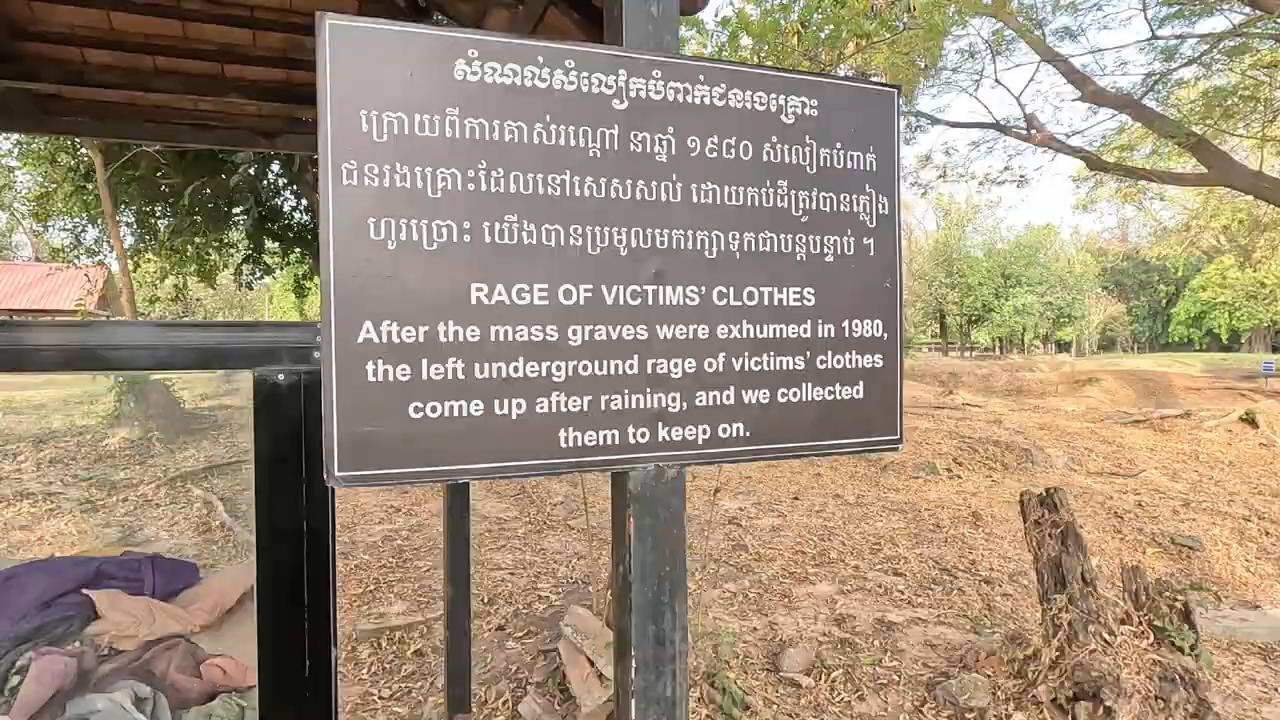 សំណល់សំលៀកបំពាក់ជនរងគ្រោះ
ក្រោយពីការគាស់រណ្ដៅ នាឆ្នាំ ១៩៨០ សំលៀកបំពាក់
ជនរងគ្រោះដែលនៅសេសសល់ ដោយកប់ដីត្រូវបានភ្លៀង
ហូរច្រោះ យើងបានប្រមូលមករក្សាទុកជាបន្តបន្ទាប់ ។
RAGE OF VICTIMS’ CLOTHES
After the mass graves were exhumed in 1980,
the left underground rage of victims’ clothes
come up after raining, and we collected
them to keep on.